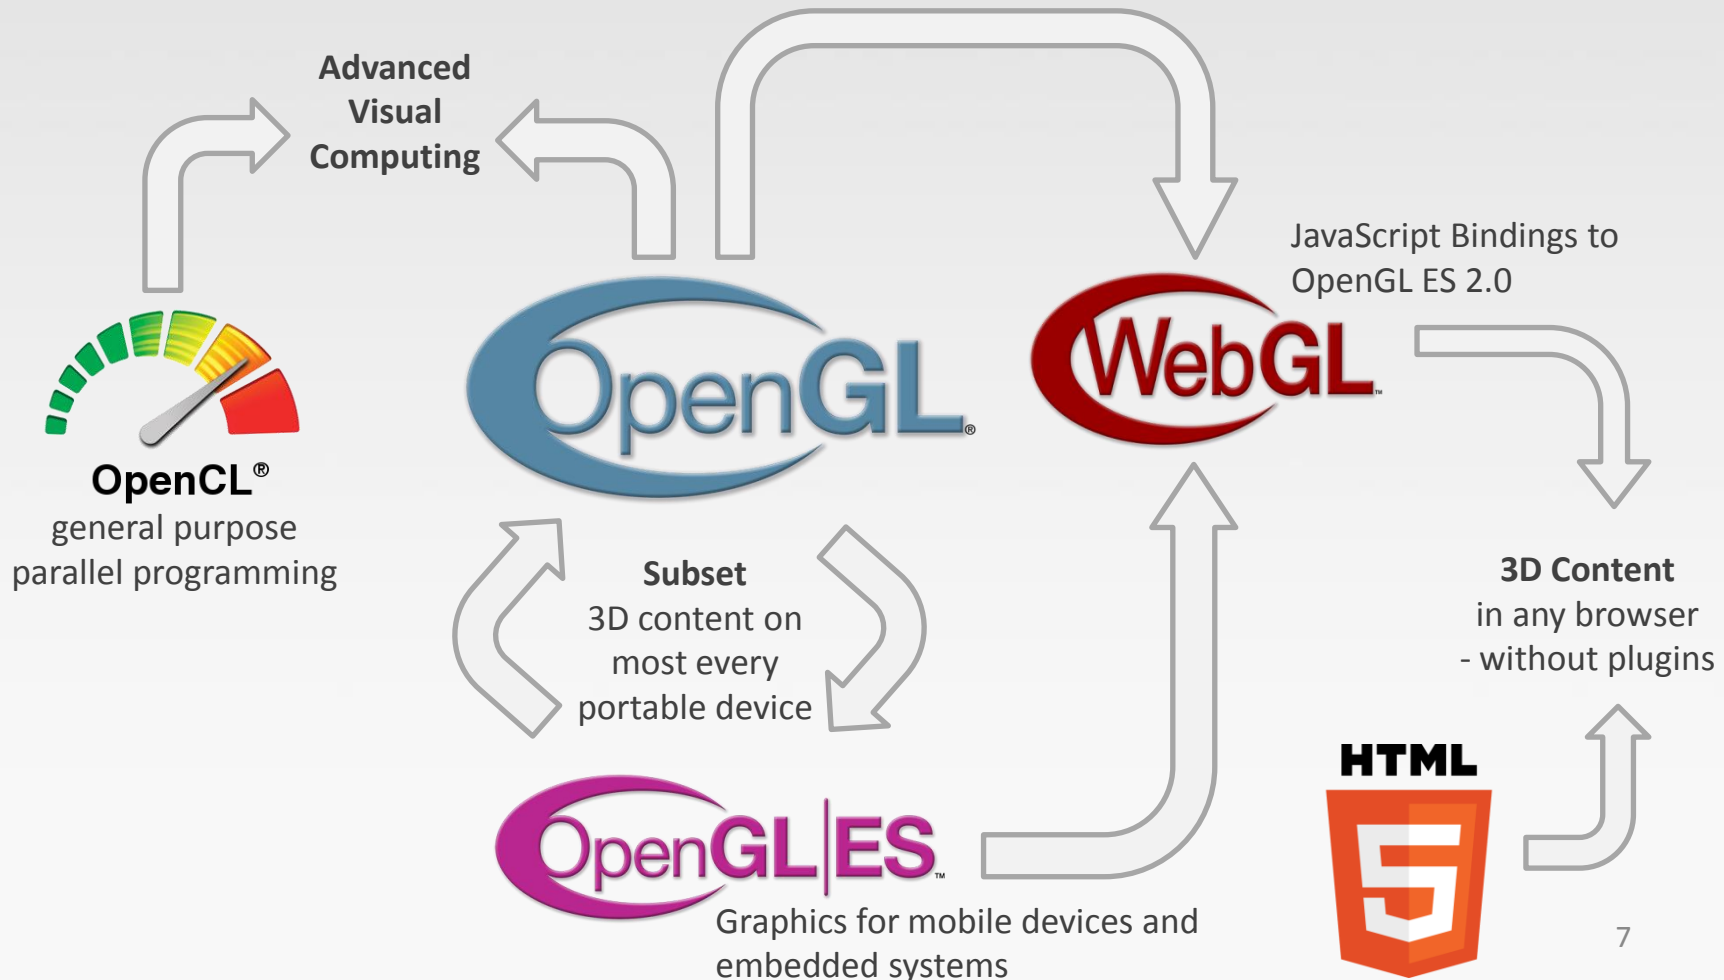 Advanced
Visual
Computing
JavaScript Bindings to
OpenGL ES 2.0
OpenGL®
WebGL™
OpenCL®
general purpose
parallel programming
Subset
3D content on
most every
portable device
3D Content
in any browser
- without plugins
OpenGL|ES™
Graphics for mobile devices and
embedded systems
HTML
5
7